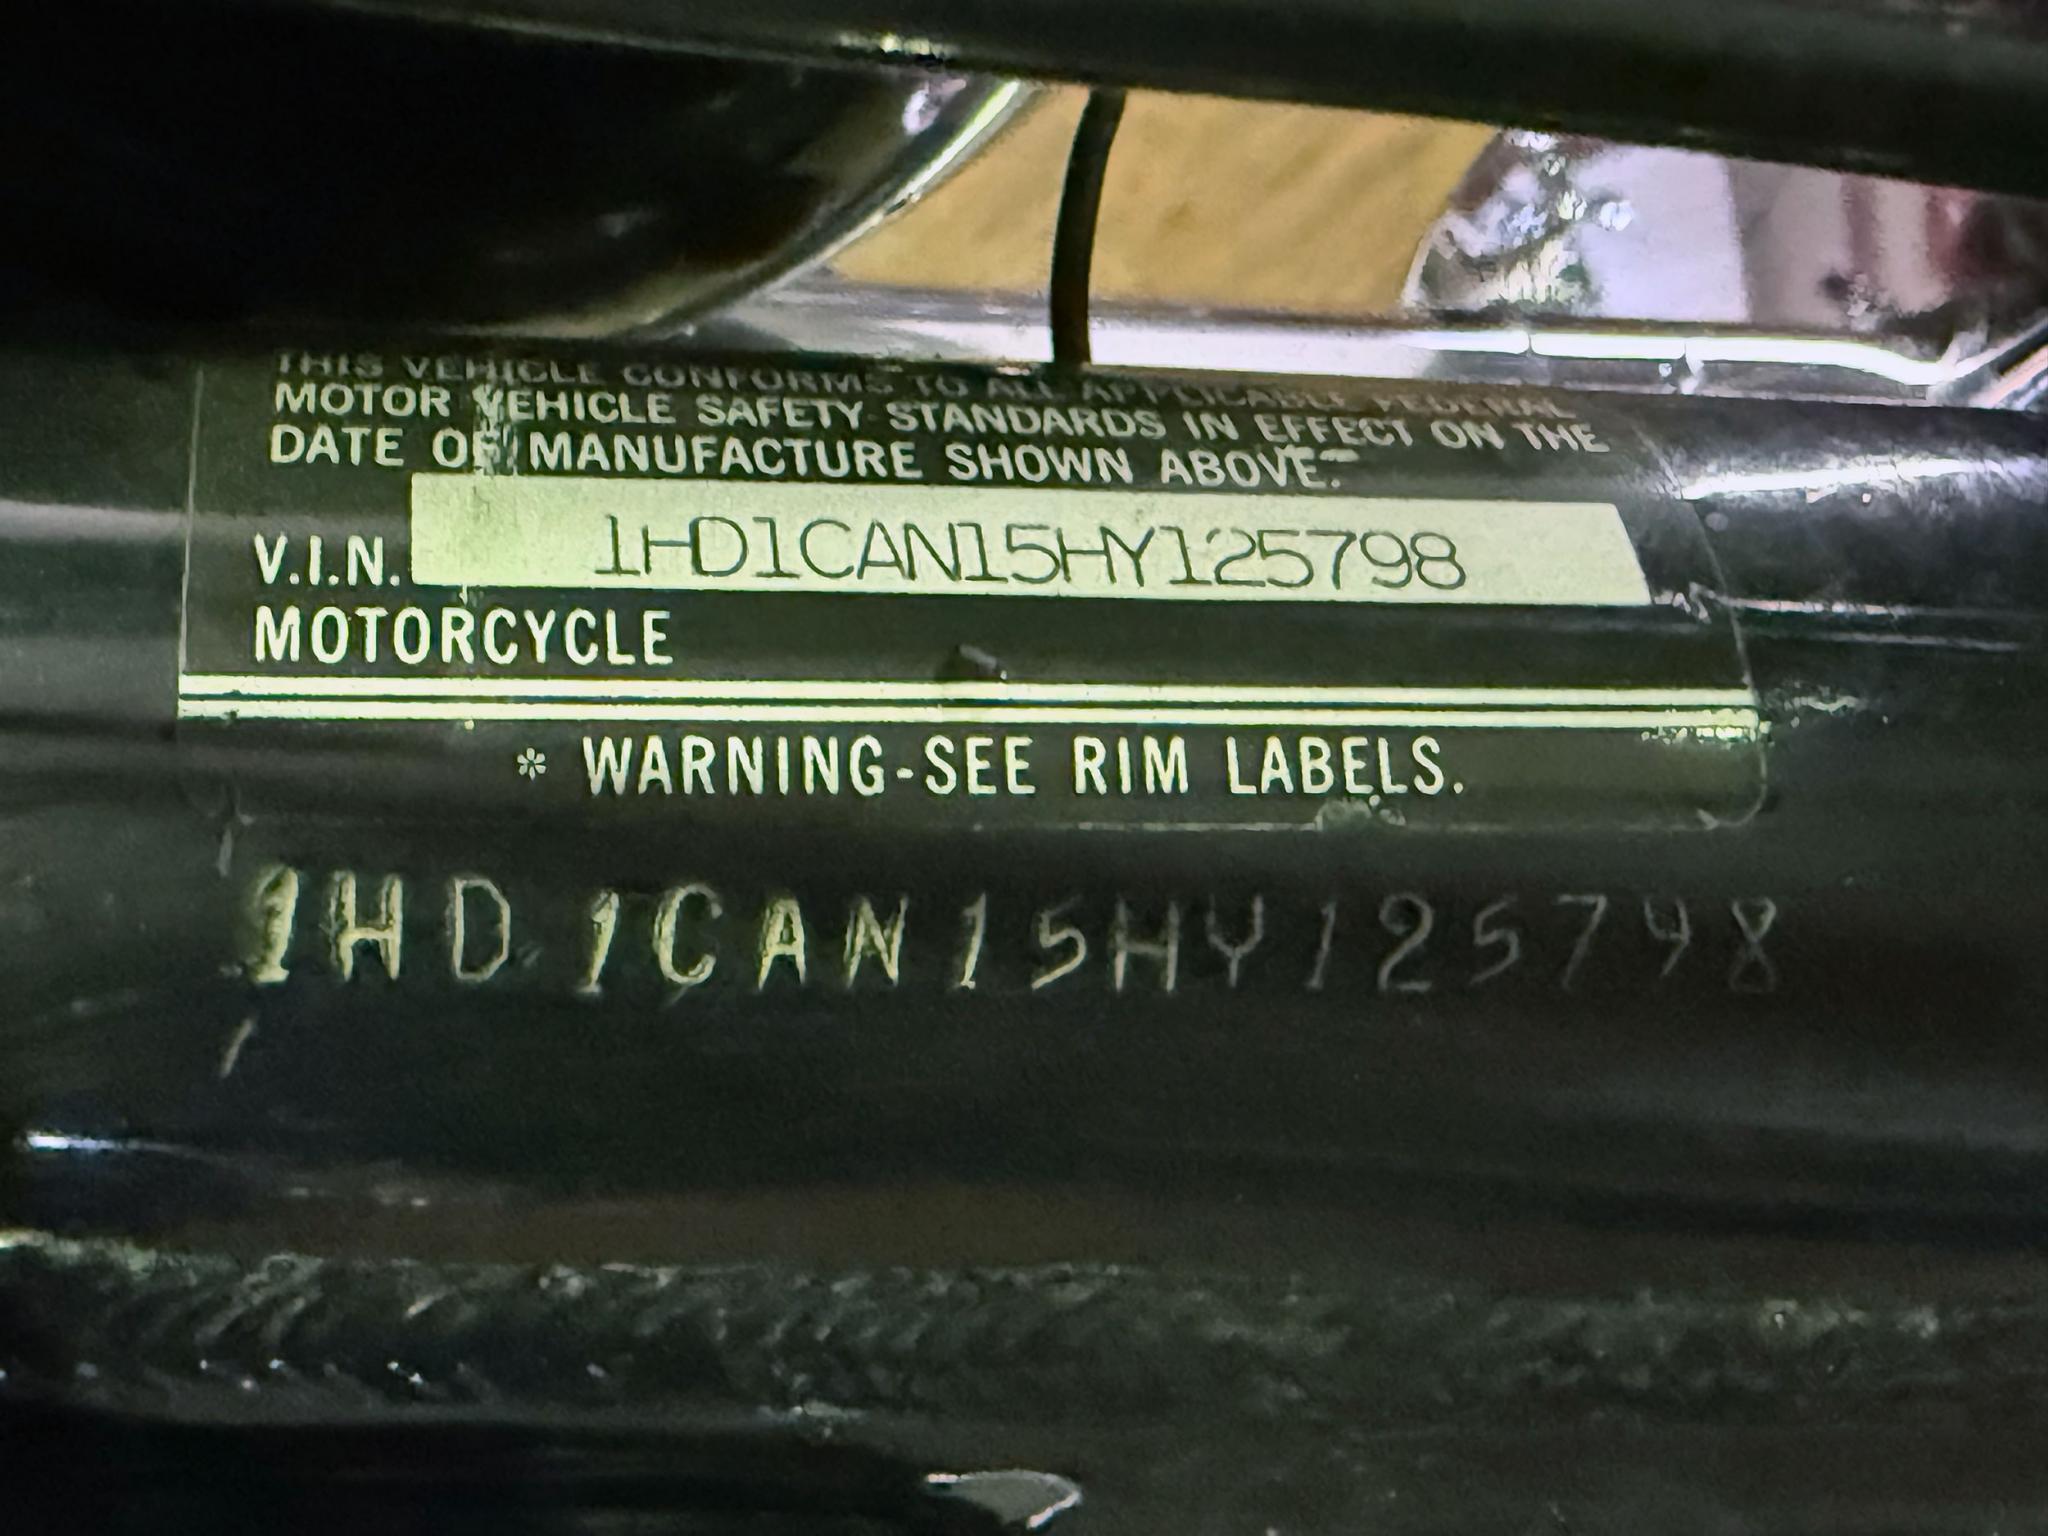 THIS VEHICLE CONFORMS TO ALL APPLICABLE FEDERAL
MOTOR VEHICLE SAFETY STANDARDS IN EFFECT ON THE
DATE OF MANUFACTURE SHOWN ABOVE.
V.I.N. 1HD1CAN15HY125798
MOTORCYCLE
* WARNING-SEE RIM LABELS.
1HD1CAN15HY125798